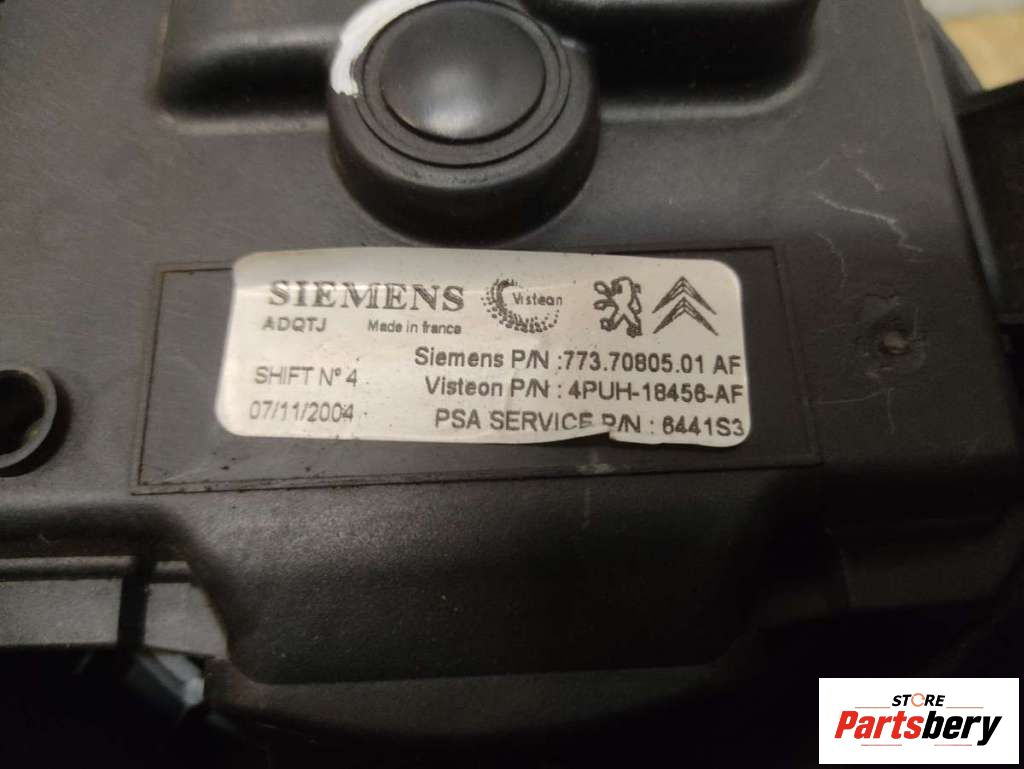 SIEMENS Visteon
ADQTJ Made in france
Siemens P/N :773.70805.01 AF
SHIFT N° 4
Visteon P/N : 4PUH-18456-AF
07/11/2004
PSA SERVICE P/N : 6441S3
STORE
Partsbery